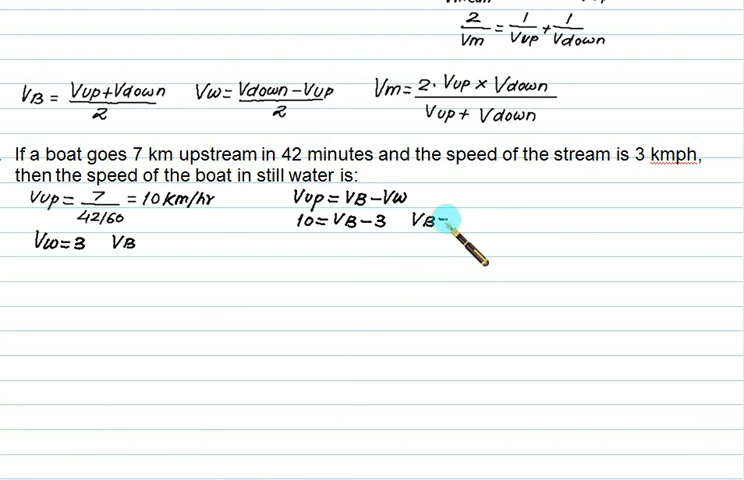 2/Vm = 1/Vup + 1/Vdown
VB = Vup+Vdown/2 Vw = Vdown-Vup/2 Vm = 2. Vup x Vdown/Vup + Vdown
If a boat goes 7 km upstream in 42 minutes and the speed of the stream is 3 kmph,
then the speed of the boat in still water is:
Vup = 7/42/60 = 10 km/hr Vup = VB - Vw
10 = VB - 3 VB -
Vw = 3 VB